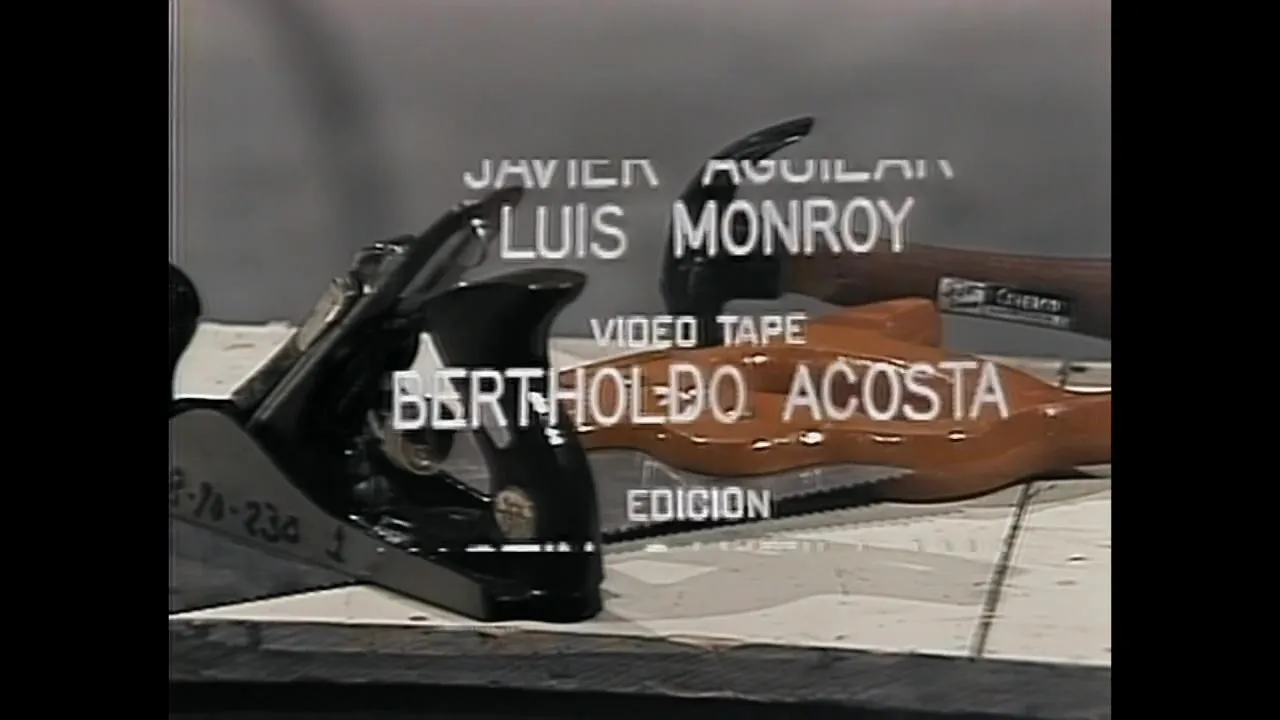 JAVIER AGUILAR
LUIS MONROY
VIDEO TAPE
BERTHOLDO ACOSTA
EDICION